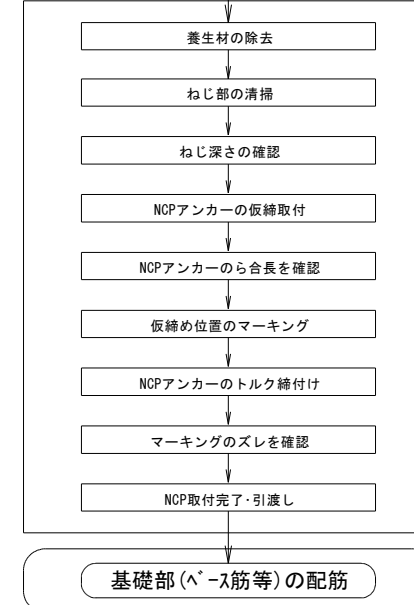 養生材の除去
ねじ部の清掃
ねじ深さの確認
NCPアンカーの仮締取付
NCPアンカーのら合長を確認
仮締め位置のマーキング
NCPアンカーのトルク締付け
マーキングのズレを確認
NCP取付完了･引渡し
基礎部(ﾍﾞｰｽ筋等)の配筋